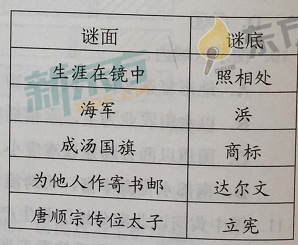 谜面 谜底
生涯在镜中 照相处
海军 浜
成汤国旗 商标
为他人作寄书邮 达尔文
唐顺宗传位太子 立宪